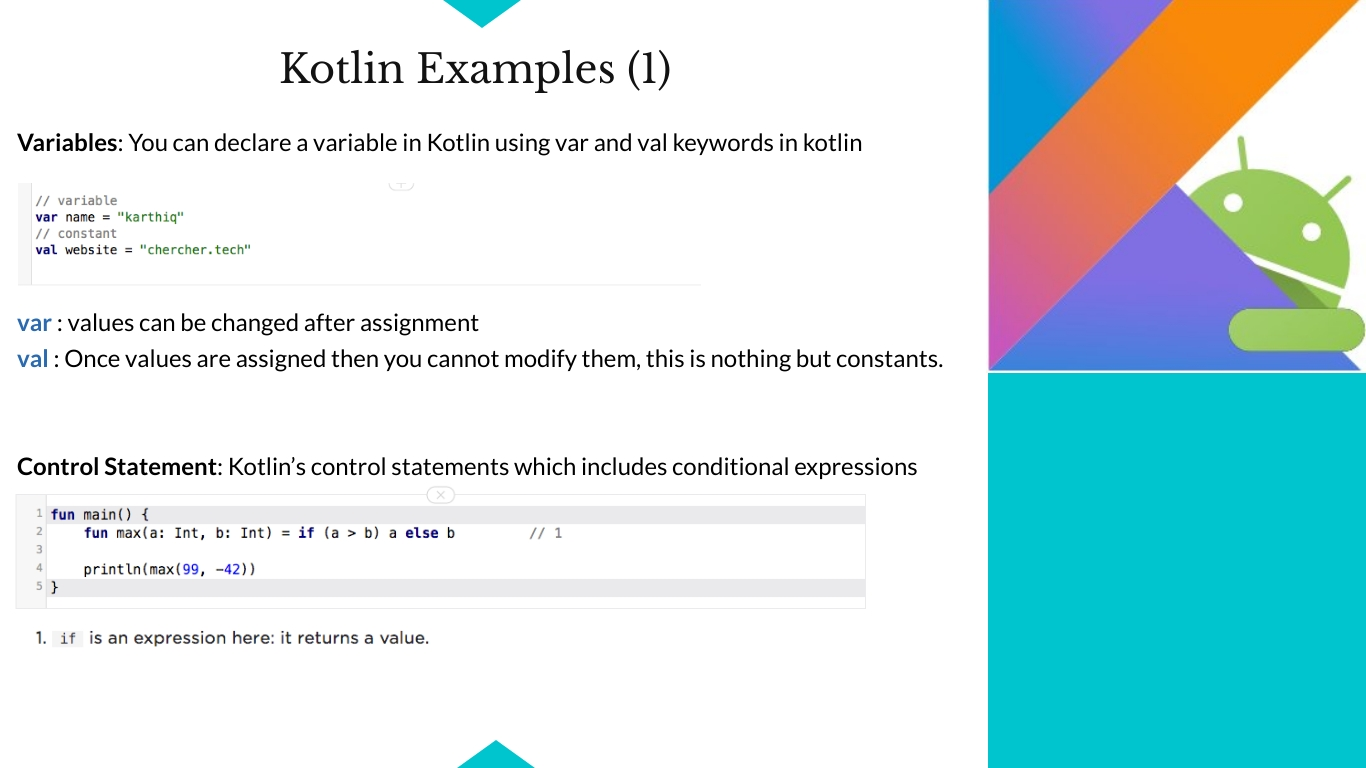 Kotlin Examples (1)
Variables: You can declare a variable in Kotlin using var and val keywords in kotlin
// variable
var name = "karthiq"
// constant
val website = "chercher.tech"
var : values can be changed after assignment
val : Once values are assigned then you cannot modify them, this is nothing but constants.
Control Statement: Kotlin’s control statements which includes conditional expressions
1 fun main() {
2 fun max(a: Int, b: Int) = if (a > b) a else b // 1
3
4 println(max(99, -42))
5 }
1. if is an expression here: it returns a value.